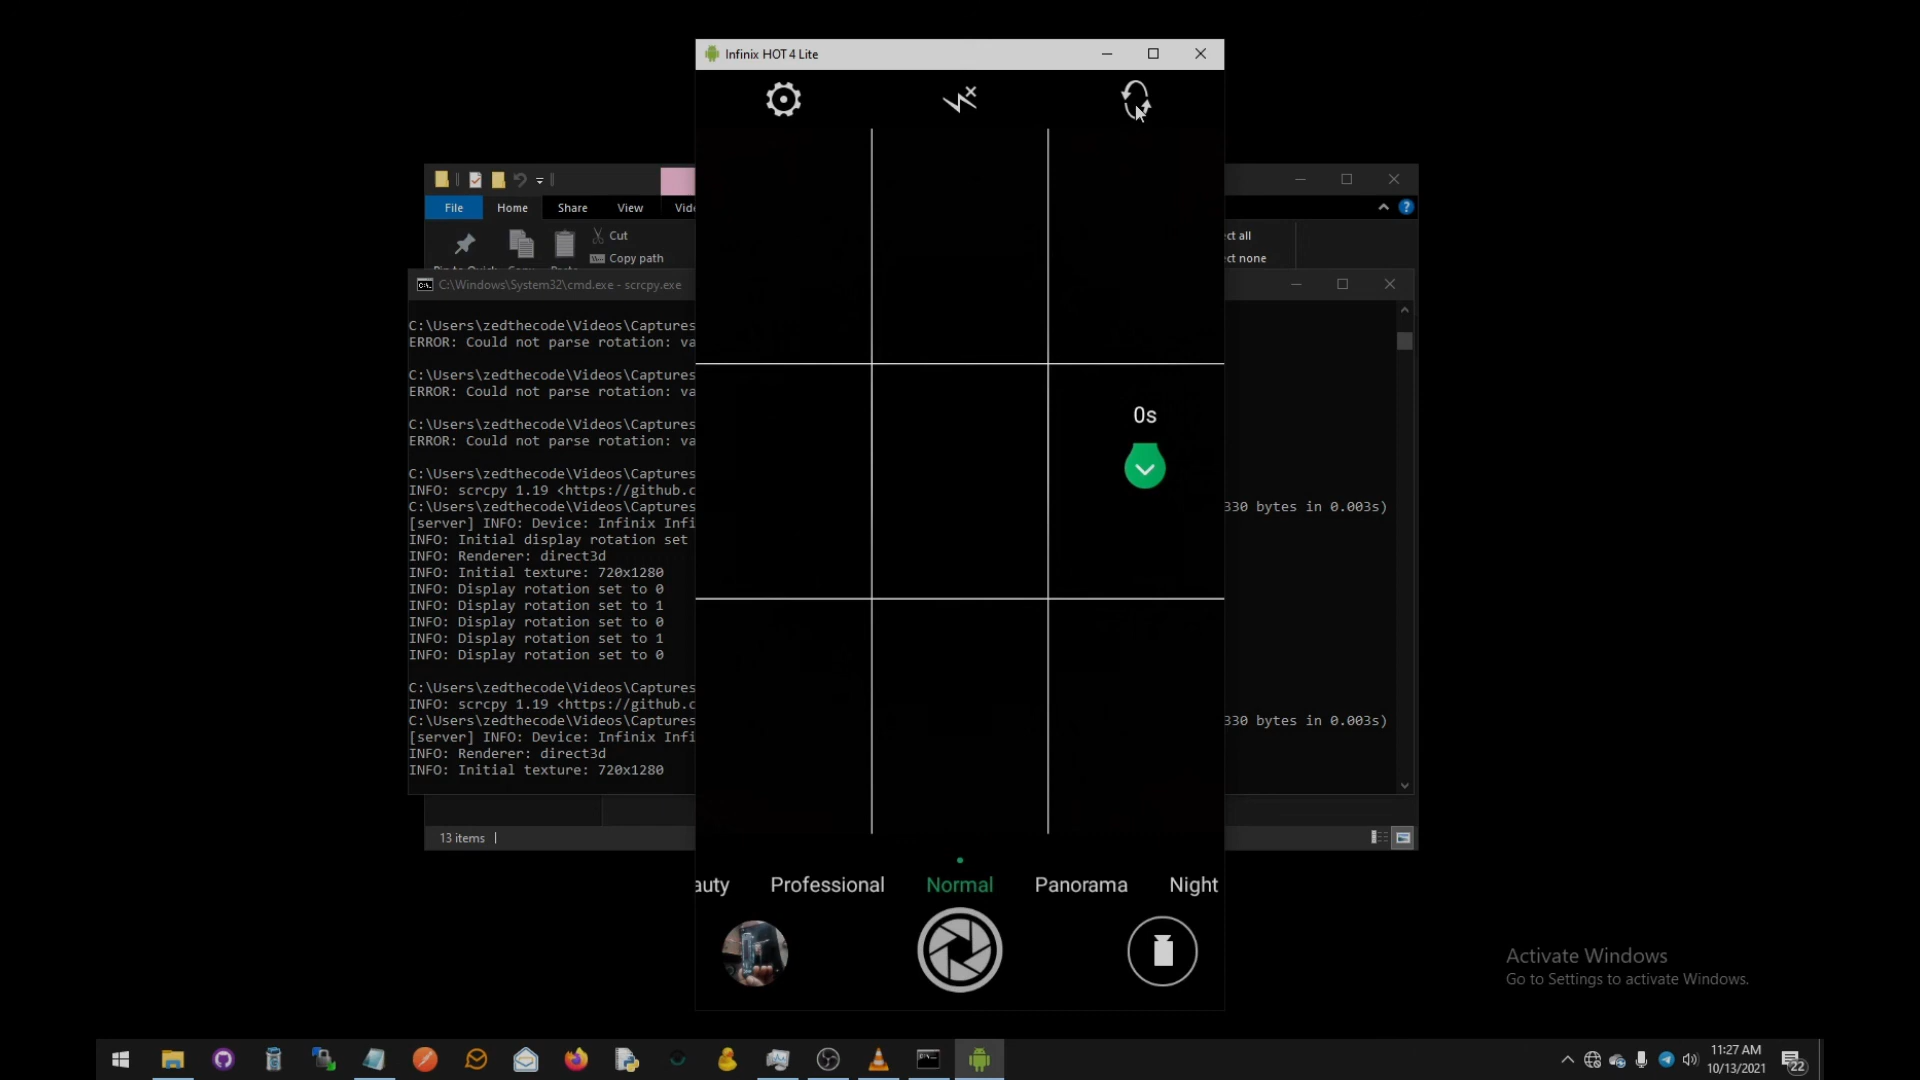 Infinix HOT 4 Lite
File
Home
Share
View
Cut
Copy path
ct all
ct none
C:\Windows\System32\cmd.exe - scrcpy.exe
C:\Users\zedthecode\Videos\Captures
ERROR: Could not parse rotation: va
C:\Users\zedthecode\Videos\Captures
ERROR: Could not parse rotation: va
C:\Users\zedthecode\Videos\Captures
ERROR: Could not parse rotation: va
C:\Users\zedthecode\Videos\Captures
INFO: scrcpy 1.19 <https://github.c
C:\Users\zedthecode\Videos\Captures
330 bytes in 0.003s)
[server] INFO: Device: Infinix Infi
INFO: Initial display rotation set
INFO: Renderer: direct3d
INFO: Initial texture: 720x1280
INFO: Display rotation set to 0
INFO: Display rotation set to 1
INFO: Display rotation set to 0
INFO: Display rotation set to 1
INFO: Display rotation set to 0
C:\Users\zedthecode\Videos\Captures
INFO: scrcpy 1.19 <https://github.c
C:\Users\zedthecode\Videos\Captures
330 bytes in 0.003s)
[server] INFO: Device: Infinix Infi
INFO: Renderer: direct3d
INFO: Initial texture: 720x1280
0s
13 items
auty
Professional
Normal
Panorama
Night
Activate Windows
Go to Settings to activate Windows.
11:27 AM
10/13/2021
22